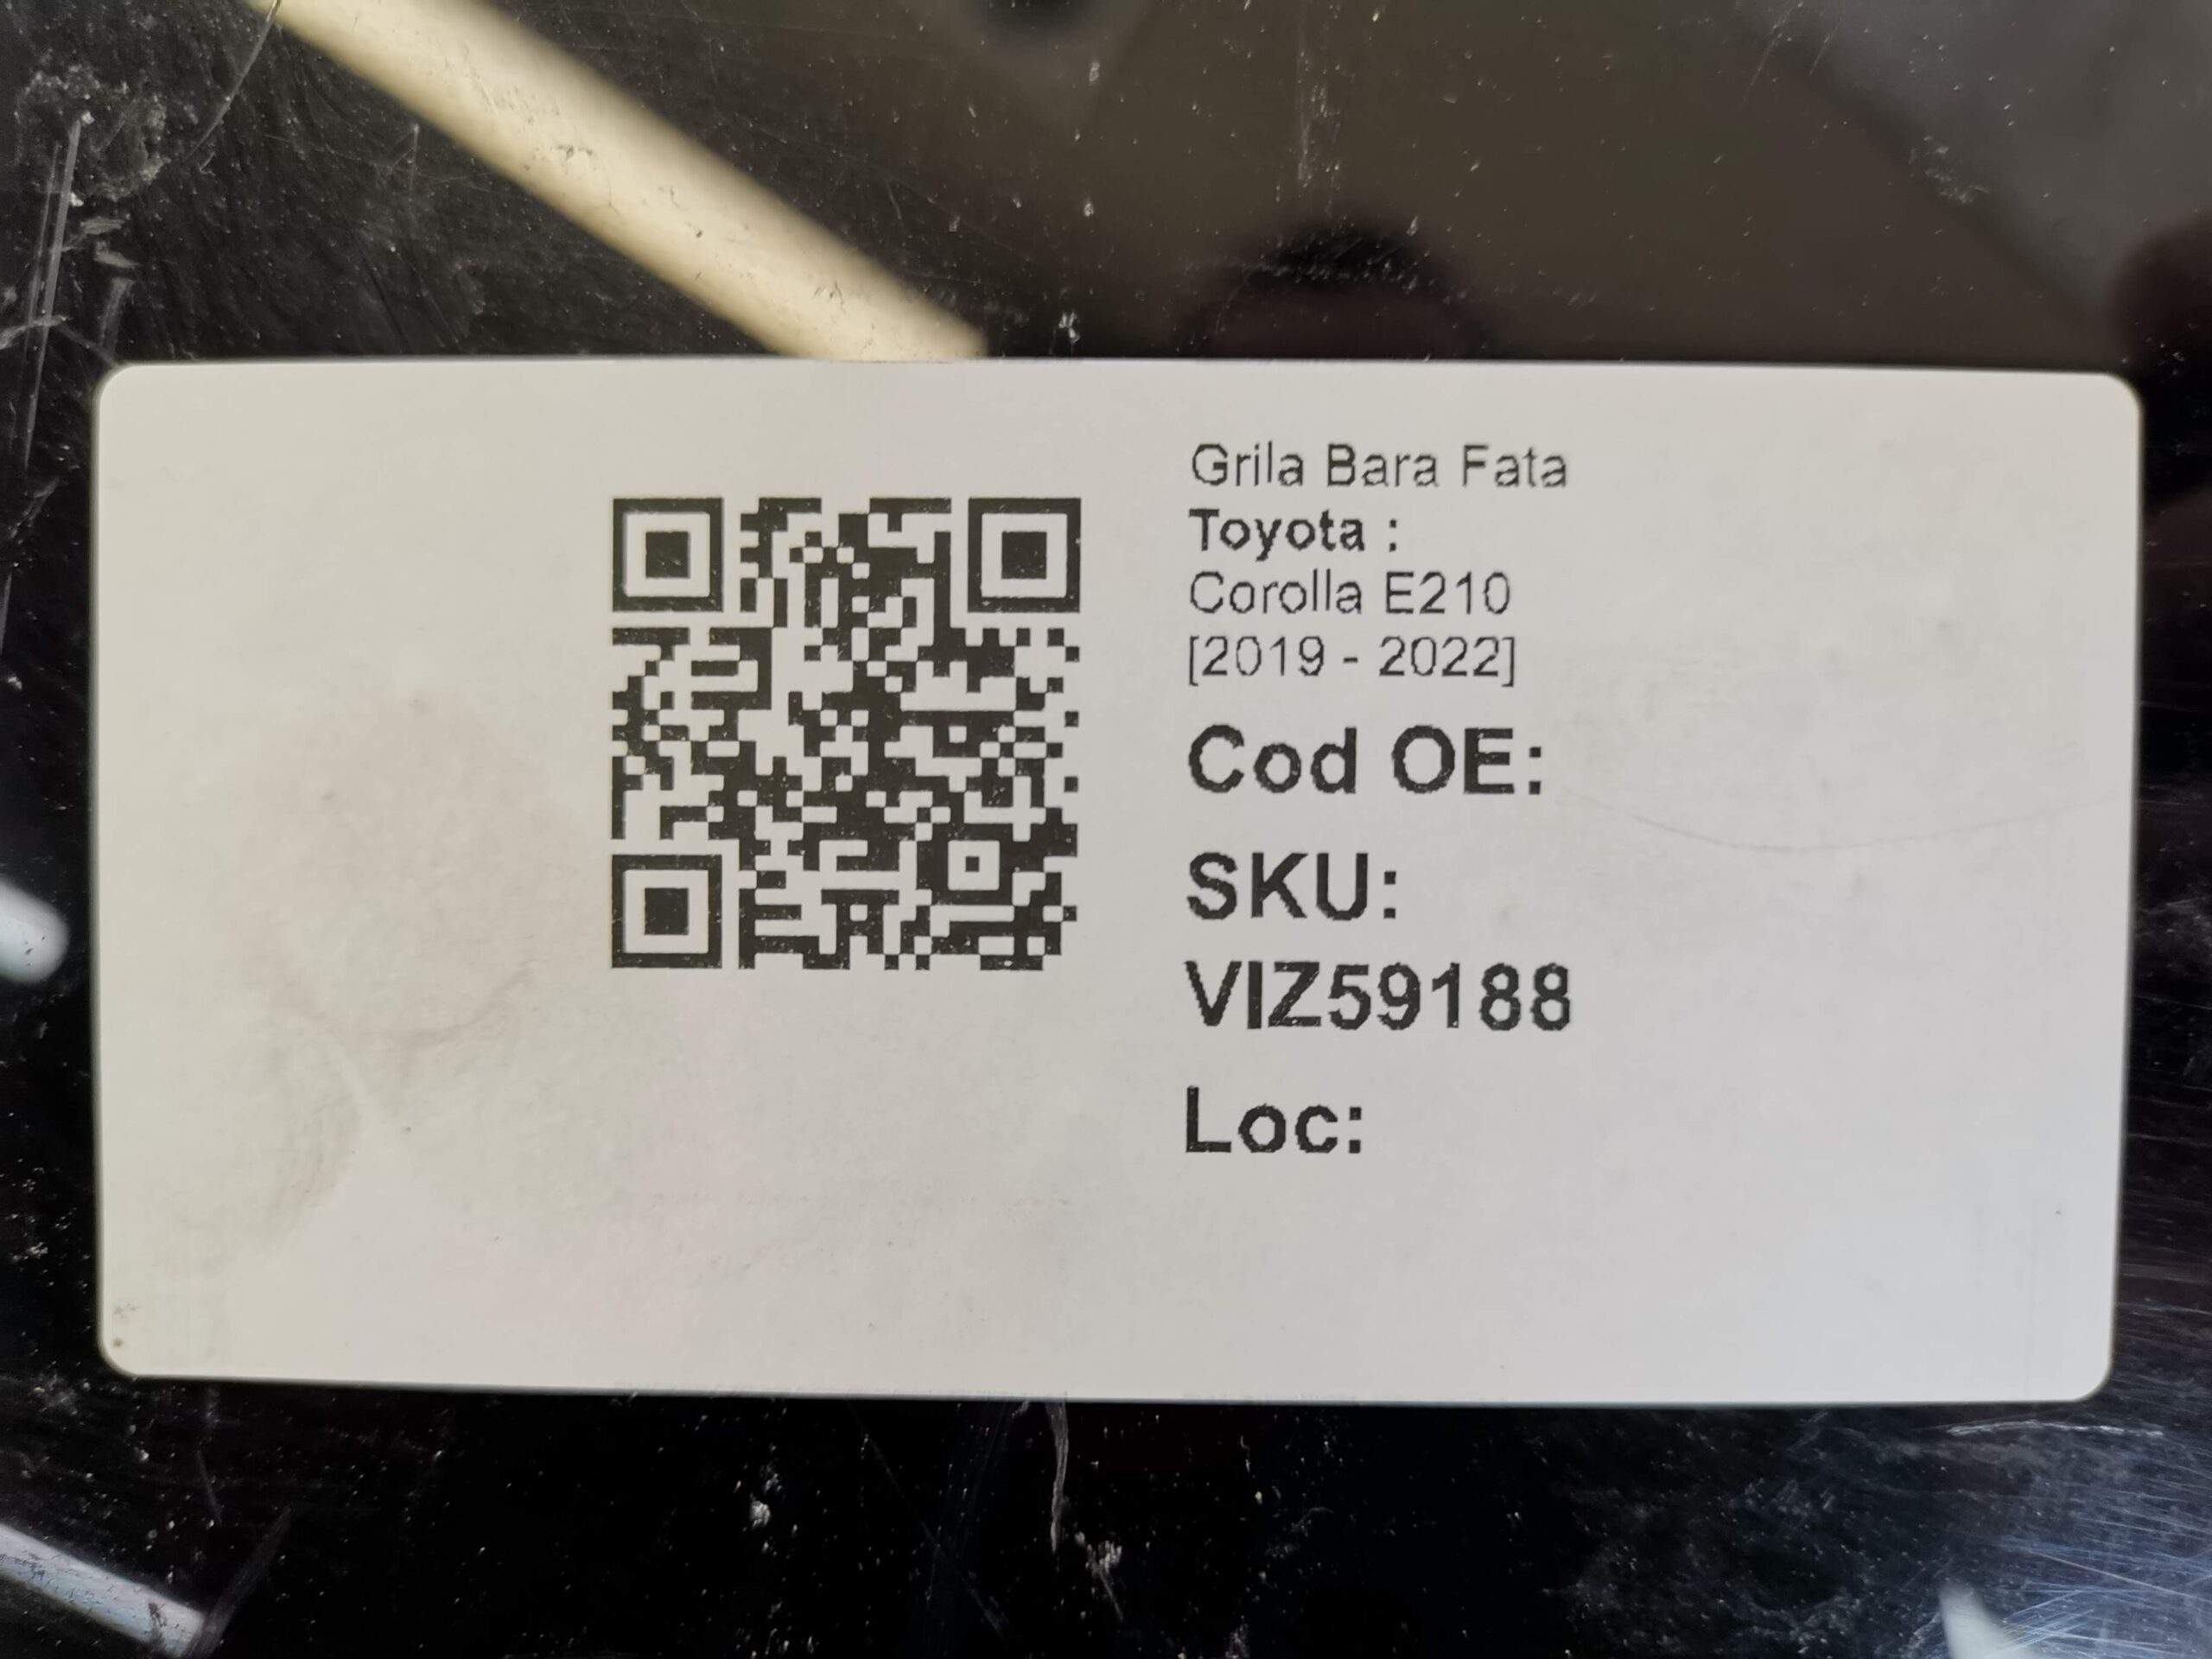 Grila Bara Fata
Toyota :
Corolla E210
[2019 - 2022]
Cod OE:
SKU:
VIZ59188
Loc: